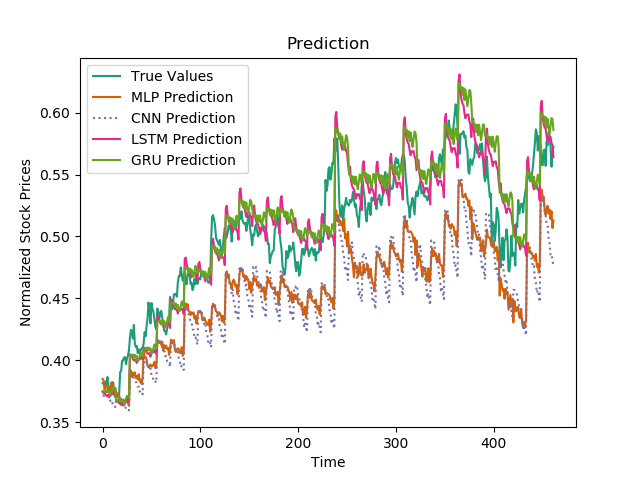 Prediction
True Values
MLP Prediction
CNN Prediction
LSTM Prediction
GRU Prediction
Normalized Stock Prices
0.60
0.55
0.50
0.45
0.40
0.35
0 100 200 300 400
Time